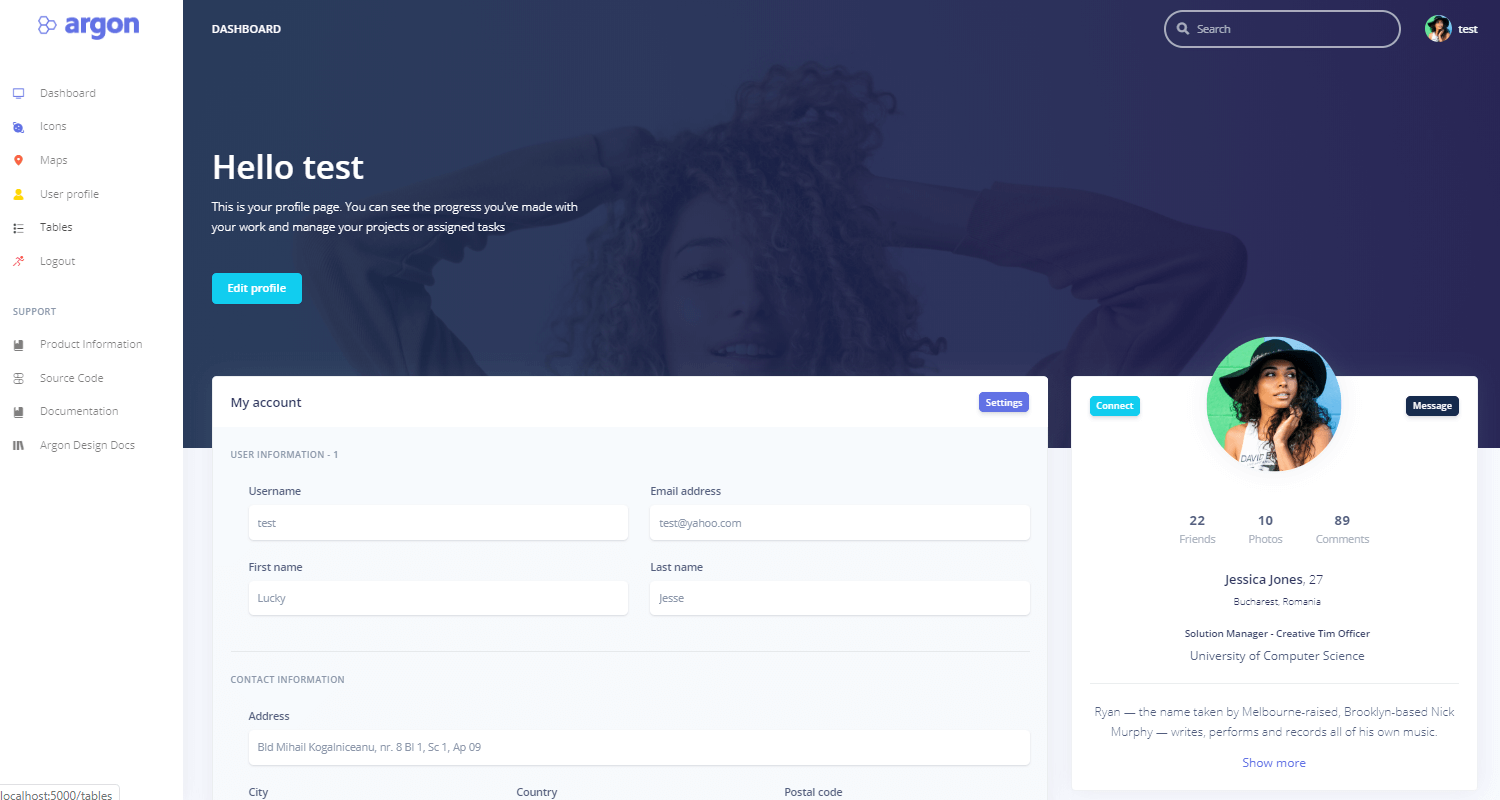 argon
Dashboard
Icons
Maps
User profile
Tables
Logout
SUPPORT
Product Information
Source Code
Documentation
Argon Design Docs
DASHBOARD
Search
test
Hello test
This is your profile page. You can see the progress you've made with
your work and manage your projects or assigned tasks
Edit profile
My account
Settings
USER INFORMATION - 1
Username
Email address
test
test@yahoo.com
First name
Last name
Lucky
Jesse
CONTACT INFORMATION
Address
Bld Mihail Kogalniceanu, nr. 8 Bl 1, Sc 1, Ap 09
City
Country
Postal code
Connect
Message
22
10
89
Friends
Photos
Comments
Jessica Jones, 27
Bucharest, Romania
Solution Manager - Creative Tim Officer
University of Computer Science
Ryan — the name taken by Melbourne-raised, Brooklyn-based Nick
Murphy — writes, performs and records all of his own music.
Show more
localhost:5000/tables